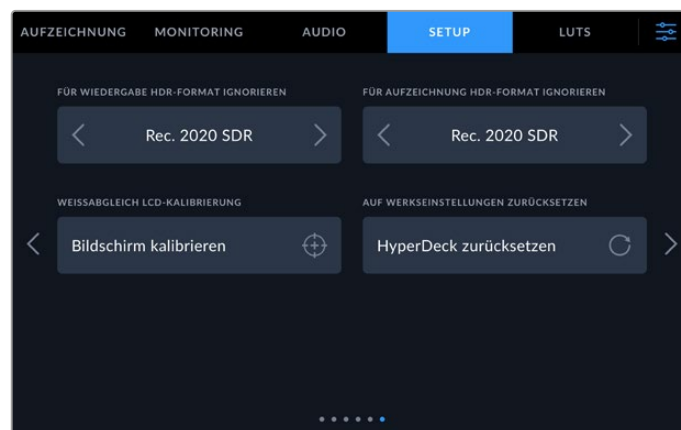 AUFZEICHNUNG MONITORING AUDIO SETUP LUTS
FÜR WIEDERGABE HDR-FORMAT IGNORIEREN FÜR AUFZEICHNUNG HDR-FORMAT IGNORIEREN
Rec. 2020 SDR Rec. 2020 SDR
WEISSABGLEICH LCD-KALIBRIERUNG AUF WERKSEINSTELLUNGEN ZURÜCKSETZEN
Bildschirm kalibrieren HyperDeck zurücksetzen